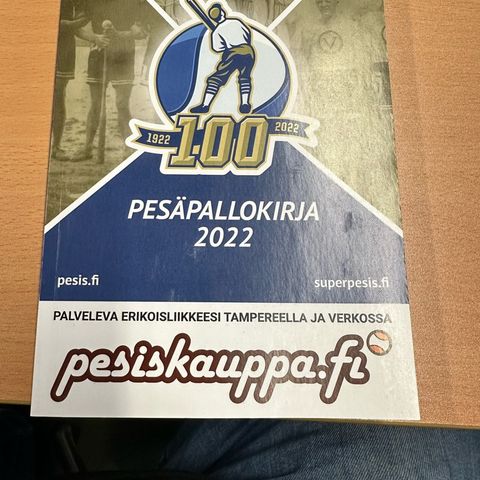 1922 100 2022
PESÄPALLOKIRJA
2022
pesis.fi superpesis.fi
PALVELEVA ERIKOISLIIKKEESI TAMPEREELLA JA VERKOSSA
pesiskauppa.fi